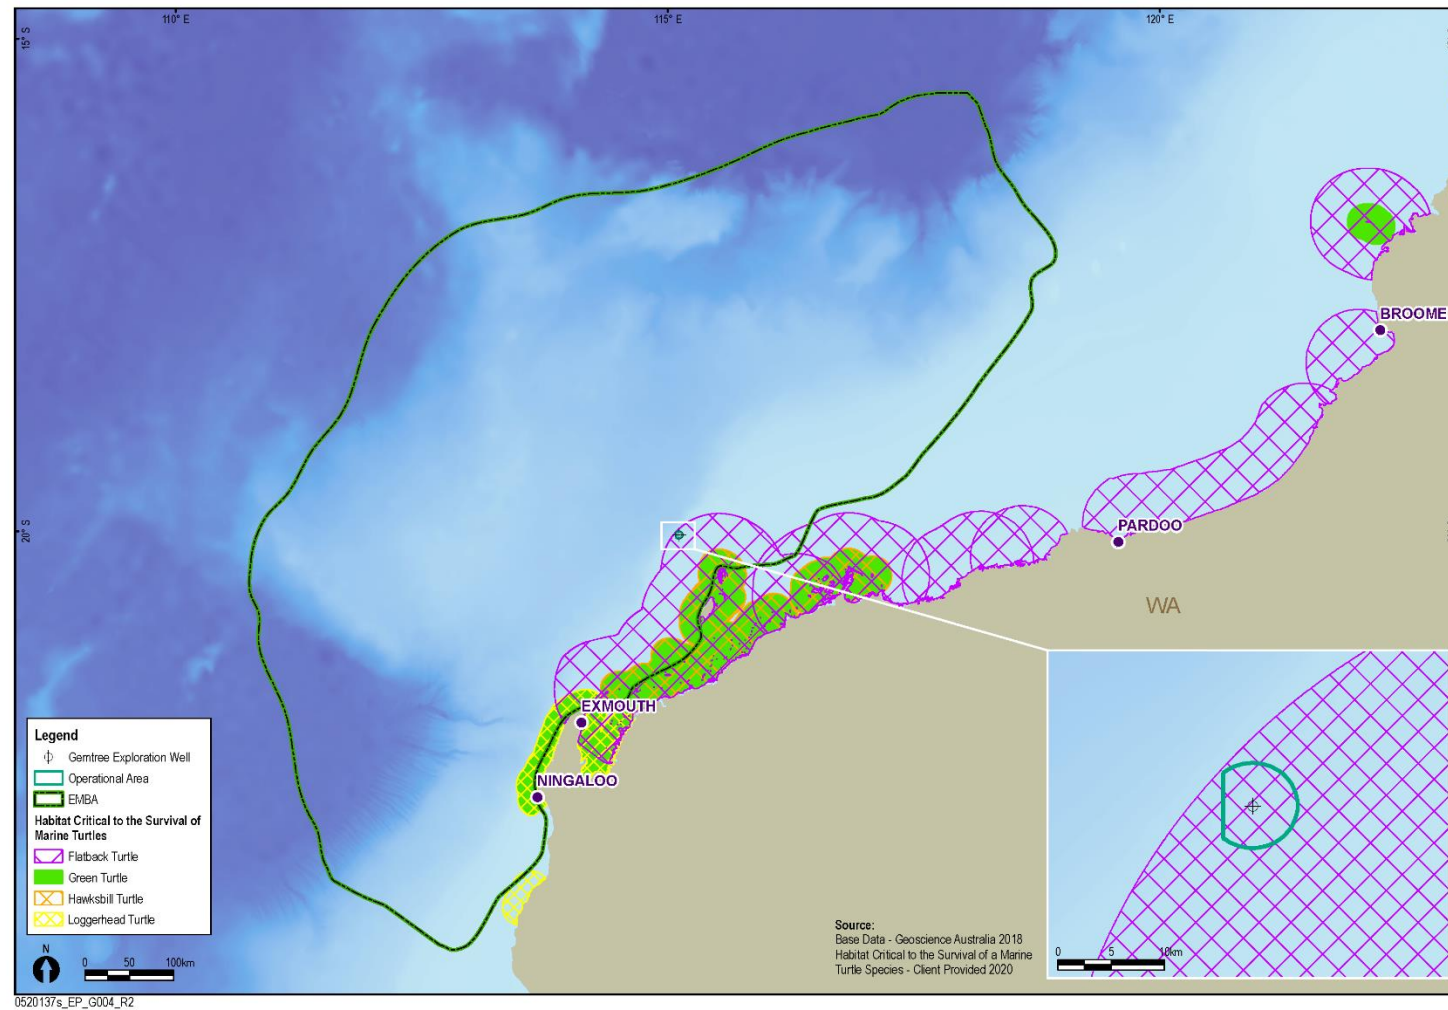 110° E
115° E
120° E
15° S
20° S
BROOME
PARDOO
WA
EXMOUTH
NINGALOO
Legend
Gemtree Exploration Well
Operational Area
EMBA
Habitat Critical to the Survival of
Marine Turtles
Flatback Turtle
Green Turtle
Hawksbill Turtle
Loggerhead Turtle
N
0 50 100km
Source:
Base Data - Geoscience Australia 2018
Habitat Critical to the Survival of a Marine
Turtle Species - Client Provided 2020
0 5 10km
0520137s_EP_G004_R2